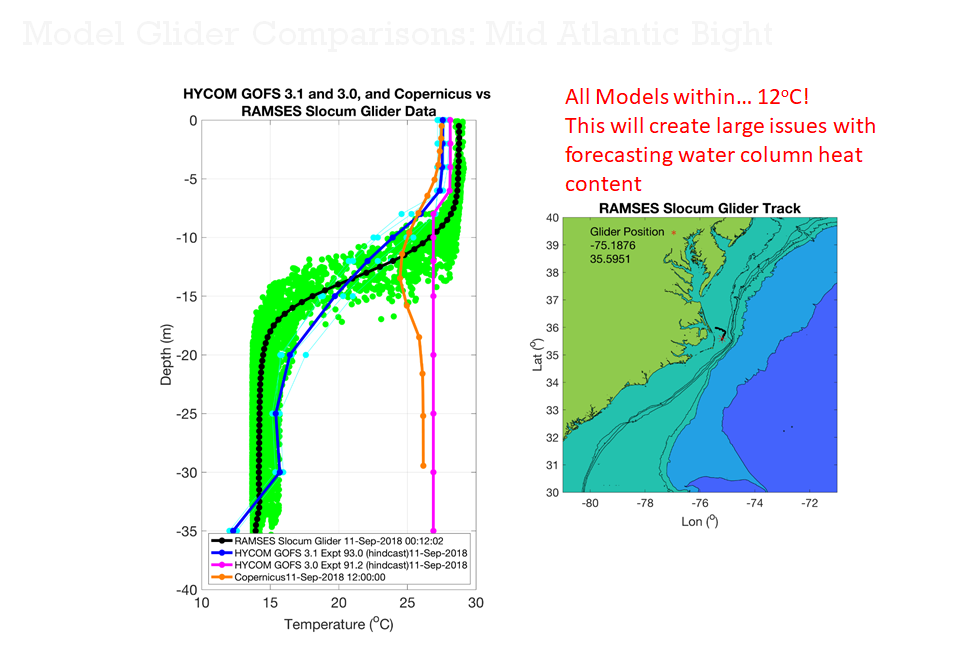 Model Glider Comparisons: Mid Atlantic Bight
HYCOM GOFS 3.1 and 3.0, and Copernicus vs
RAMSES Slocum Glider Data
0
-5
-10
-15
-20
-25
-30
-35
-40
Depth (m)
10
15
20
25
30
Temperature (°C)
RAMSES Slocum Glider 11-Sep-2018 00:12:02
HYCOM GOFS 3.1 Expt 93.0 (hindcast)11-Sep-2018
HYCOM GOFS 3.0 Expt 91.2 (hindcast)11-Sep-2018
Copernicus11-Sep-2018 12:00:00
All Models within... 12°C!
This will create large issues with
forecasting water column heat
content
RAMSES Slocum Glider Track
Glider Position
-75.1876
35.5951
40
39
38
37
36
35
34
33
32
31
30
Lat (°)
-80
-78
-76
-74
-72
Lon (°)